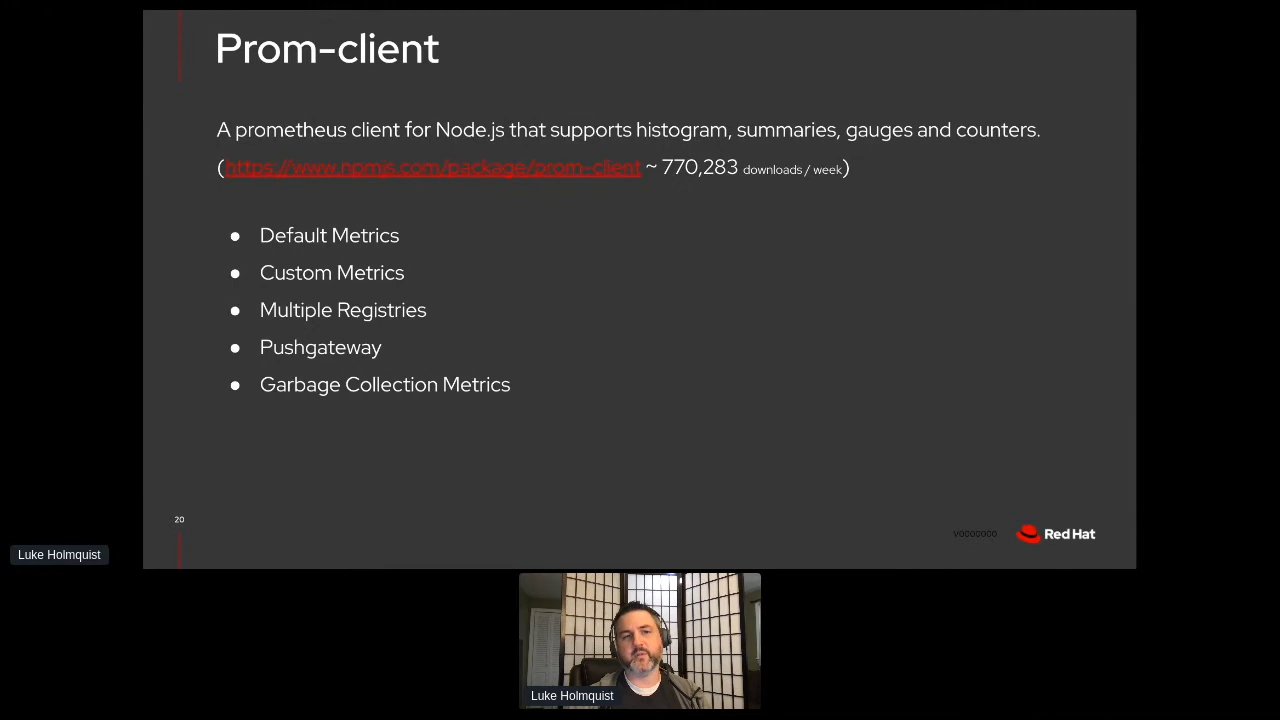 Prom-client
A prometheus client for Node.js that supports histogram, summaries, gauges and counters.
(https://www.npmjs.com/package/prom-client ~ 770,283 downloads / week)
● Default Metrics
● Custom Metrics
● Multiple Registries
● Pushgateway
● Garbage Collection Metrics
20
V0000000
Red Hat
Luke Holmquist
Luke Holmquist